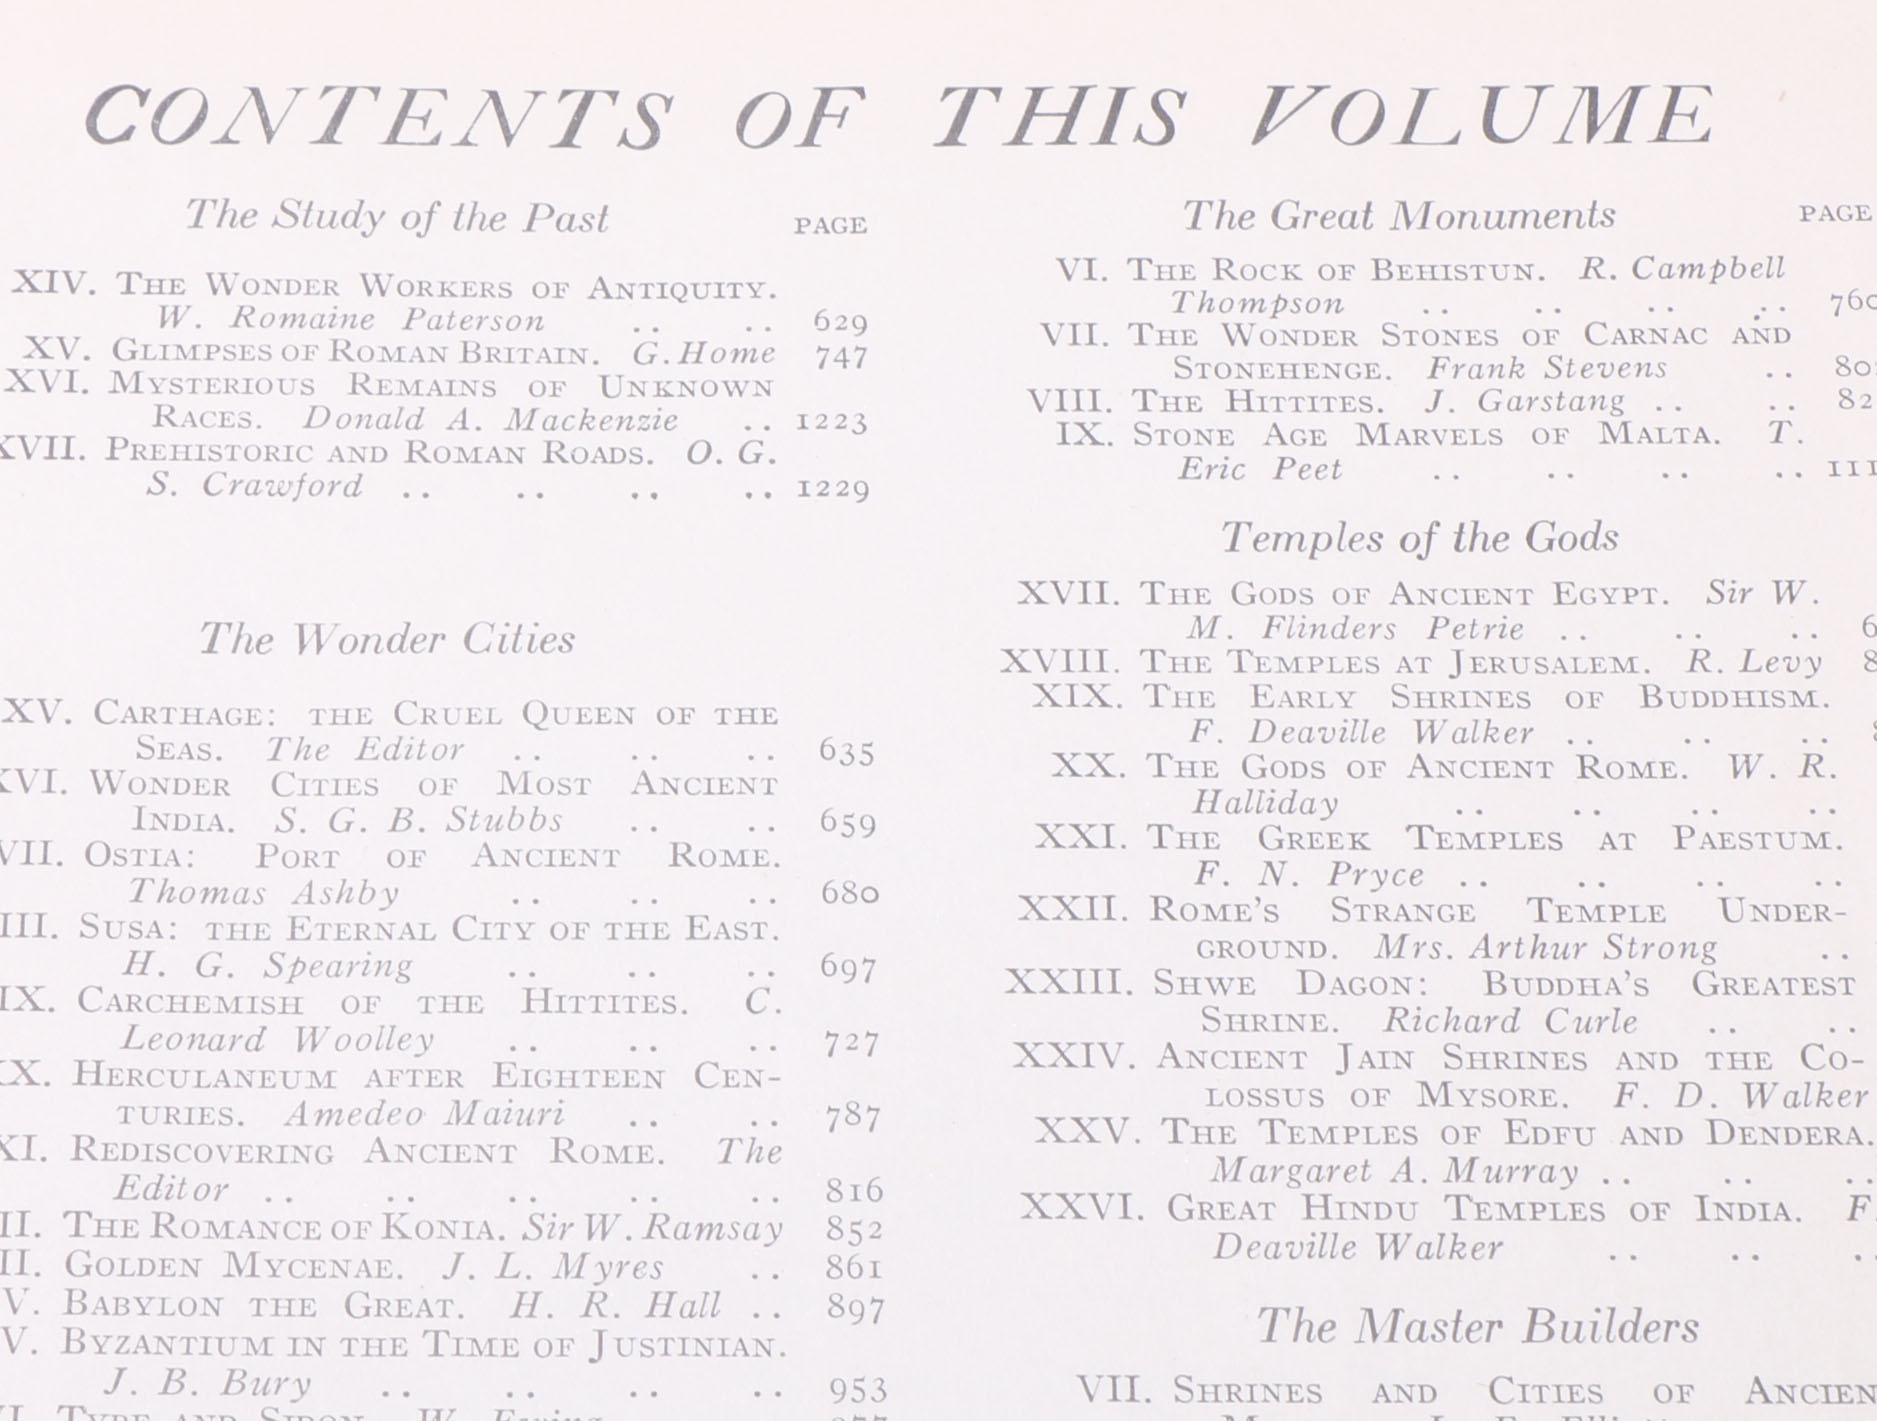 CONTENTS OF THIS VOLUME
The Study of the Past PAGE
XIV. THE WONDER WORKERS OF ANTIQUITY.
W. Romaine Paterson .. .. 629
XV. GLIMPSES OF ROMAN BRITAIN. G. Home 747
XVI. MYSTERIOUS REMAINS OF UNKNOWN
RACES. Donald A. Mackenzie .. 1223
XVII. PREHISTORIC AND ROMAN ROADS. O. G.
S. Crawford .. .. .. .. 1229
The Wonder Cities
XV. CARTHAGE: THE CRUEL QUEEN OF THE
SEAS. The Editor .. .. .. 635
XVI. WONDER CITIES OF MOST ANCIENT
INDIA. S. G. B. Stubbs .. .. 659
VII. OSTIA: PORT OF ANCIENT ROME.
Thomas Ashby .. .. .. 680
III. SUSA: THE ETERNAL CITY OF THE EAST.
H. G. Spearing .. .. .. 697
IX. CARCHEMISH OF THE HITTITES. C.
Leonard Woolley .. .. .. 727
XX. HERCULANEUM AFTER EIGHTEEN CEN-
TURIES. Amedeo Maiuri .. .. 787
XI. REDISCOVERING ANCIENT ROME. The
Editor .. .. .. .. .. 816
II. THE ROMANCE OF KONIA. Sir W. Ramsay 852
II. GOLDEN MYCENAE. J. L. Myres .. 861
V. BABYLON THE GREAT. H. R. Hall .. 897
V. BYZANTIUM IN THE TIME OF JUSTINIAN.
J. B. Bury .. .. .. .. 953
The Great Monuments PAGE
VI. THE ROCK OF BEHISTUN. R. Campbell
Thompson .. .. .. .. 760
VII. THE WONDER STONES OF CARNAC AND
STONEHENGE. Frank Stevens .. 80
VIII. THE HITTITES. J. Garstang .. .. 82
IX. STONE AGE MARVELS OF MALTA. T.
Eric Peet .. .. .. .. 111
Temples of the Gods
XVII. THE GODS OF ANCIENT EGYPT. Sir W.
M. Flinders Petrie .. .. .. 6
XVIII. THE TEMPLES AT JERUSALEM. R. Levy 8
XIX. THE EARLY SHRINES OF BUDDHISM.
F. Deaville Walker .. .. .. 8
XX. THE GODS OF ANCIENT ROME. W. R.
Halliday .. .. .. ..
XXI. THE GREEK TEMPLES AT PAESTUM.
F. N. Pryce .. .. .. ..
XXII. ROME'S STRANGE TEMPLE UNDER-
GROUND. Mrs. Arthur Strong ..
XXIII. SHWE DAGON: BUDDHA'S GREATEST
SHRINE. Richard Curle .. ..
XXIV. ANCIENT JAIN SHRINES AND THE CO-
LOSSUS OF MYSORE. F. D. Walker
XXV. THE TEMPLES OF EDFU AND DENDERA.
Margaret A. Murray .. .. ..
XXVI. GREAT HINDU TEMPLES OF INDIA. F.
Deaville Walker .. .. ..
The Master Builders
VII. SHRINES AND CITIES OF ANCIEN